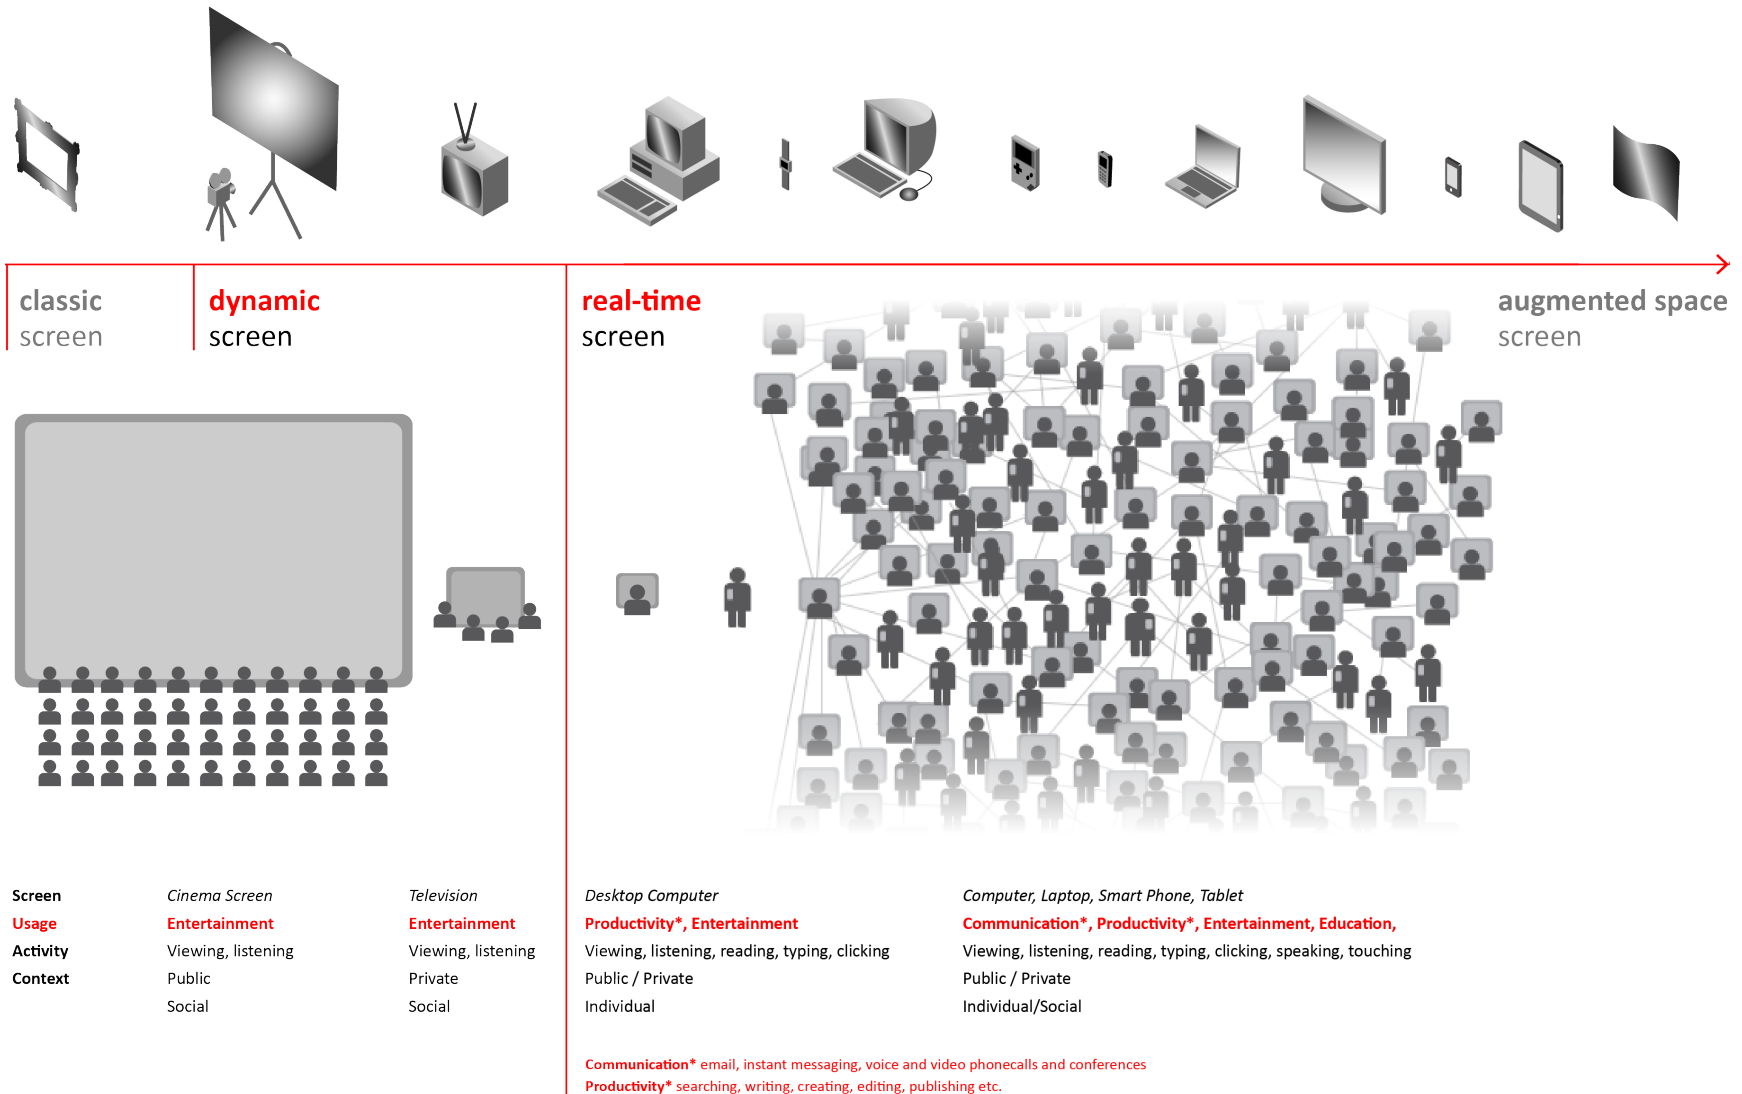 classic
screen
dynamic
screen
real-time
screen
augmented space
screen
Screen Cinema Screen Television Desktop Computer Computer, Laptop, Smart Phone, Tablet
Usage Entertainment Entertainment Productivity*, Entertainment Communication*, Productivity*, Entertainment, Education,
Activity Viewing, listening Viewing, listening Viewing, listening, reading, typing, clicking Viewing, listening, reading, typing, clicking, speaking, touching
Context Public Private Public / Private Public / Private
Social Social Individual Individual/Social
Communication* email, instant messaging, voice and video phonecalls and conferences
Productivity* searching, writing, creating, editing, publishing etc.